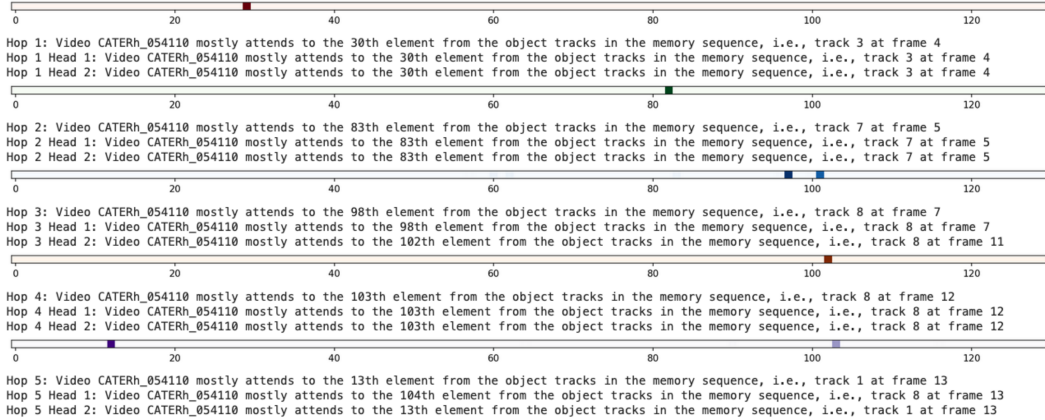 0 20 40 60 80 100 120
Hop 1: Video CATERh_054110 mostly attends to the 30th element from the object tracks in the memory sequence, i.e., track 3 at frame 4
Hop 1 Head 1: Video CATERh_054110 mostly attends to the 30th element from the object tracks in the memory sequence, i.e., track 3 at frame 4
Hop 1 Head 2: Video CATERh_054110 mostly attends to the 30th element from the object tracks in the memory sequence, i.e., track 3 at frame 4
0 20 40 60 80 100 120
Hop 2: Video CATERh_054110 mostly attends to the 83th element from the object tracks in the memory sequence, i.e., track 7 at frame 5
Hop 2 Head 1: Video CATERh_054110 mostly attends to the 83th element from the object tracks in the memory sequence, i.e., track 7 at frame 5
Hop 2 Head 2: Video CATERh_054110 mostly attends to the 83th element from the object tracks in the memory sequence, i.e., track 7 at frame 5
0 20 40 60 80 100 120
Hop 3: Video CATERh_054110 mostly attends to the 98th element from the object tracks in the memory sequence, i.e., track 8 at frame 7
Hop 3 Head 1: Video CATERh_054110 mostly attends to the 98th element from the object tracks in the memory sequence, i.e., track 8 at frame 7
Hop 3 Head 2: Video CATERh_054110 mostly attends to the 102th element from the object tracks in the memory sequence, i.e., track 8 at frame 11
0 20 40 60 80 100 120
Hop 4: Video CATERh_054110 mostly attends to the 103th element from the object tracks in the memory sequence, i.e., track 8 at frame 12
Hop 4 Head 1: Video CATERh_054110 mostly attends to the 103th element from the object tracks in the memory sequence, i.e., track 8 at frame 12
Hop 4 Head 2: Video CATERh_054110 mostly attends to the 103th element from the object tracks in the memory sequence, i.e., track 8 at frame 12
0 20 40 60 80 100 120
Hop 5: Video CATERh_054110 mostly attends to the 13th element from the object tracks in the memory sequence, i.e., track 1 at frame 13
Hop 5 Head 1: Video CATERh_054110 mostly attends to the 104th element from the object tracks in the memory sequence, i.e., track 8 at frame 13
Hop 5 Head 2: Video CATERh_054110 mostly attends to the 13th element from the object tracks in the memory sequence, i.e., track 1 at frame 13